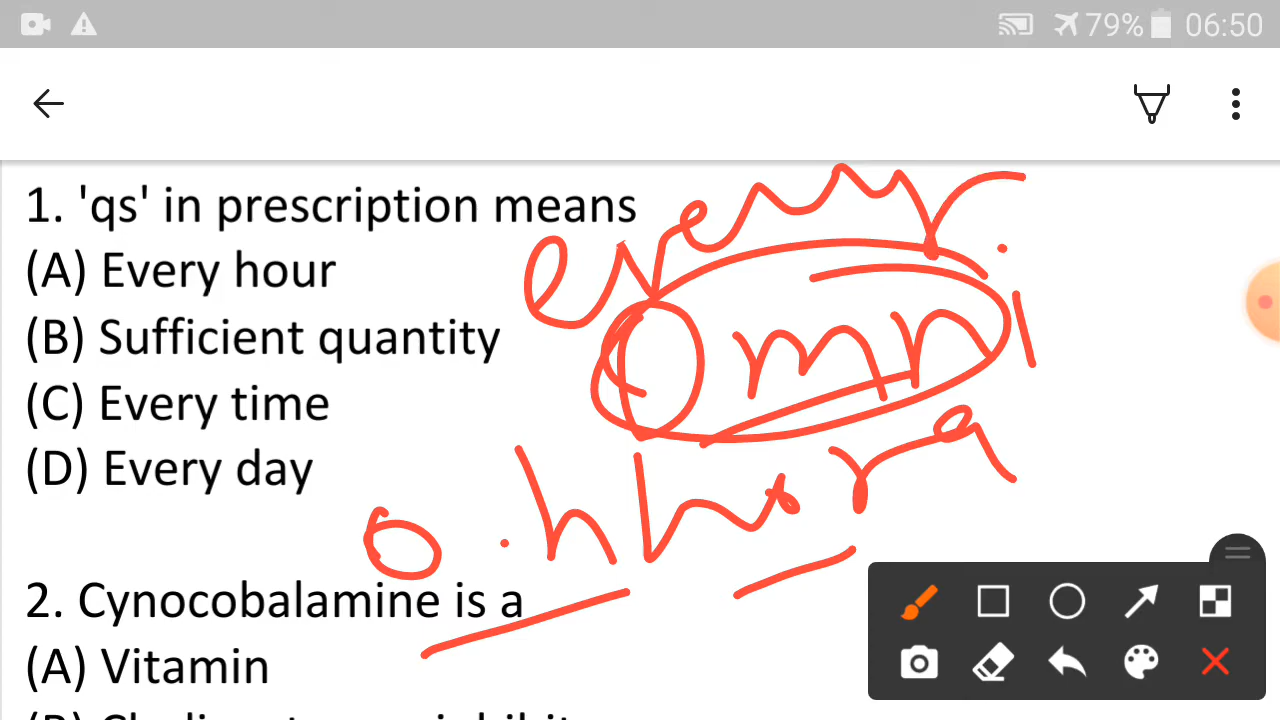 79% 06:50
1. 'qs' in prescription means
(A) Every hour
(B) Sufficient quantity
(C) Every time
(D) Every day
every
Omni
o.h hora
2. Cynocobalamine is a
(A) Vitamin